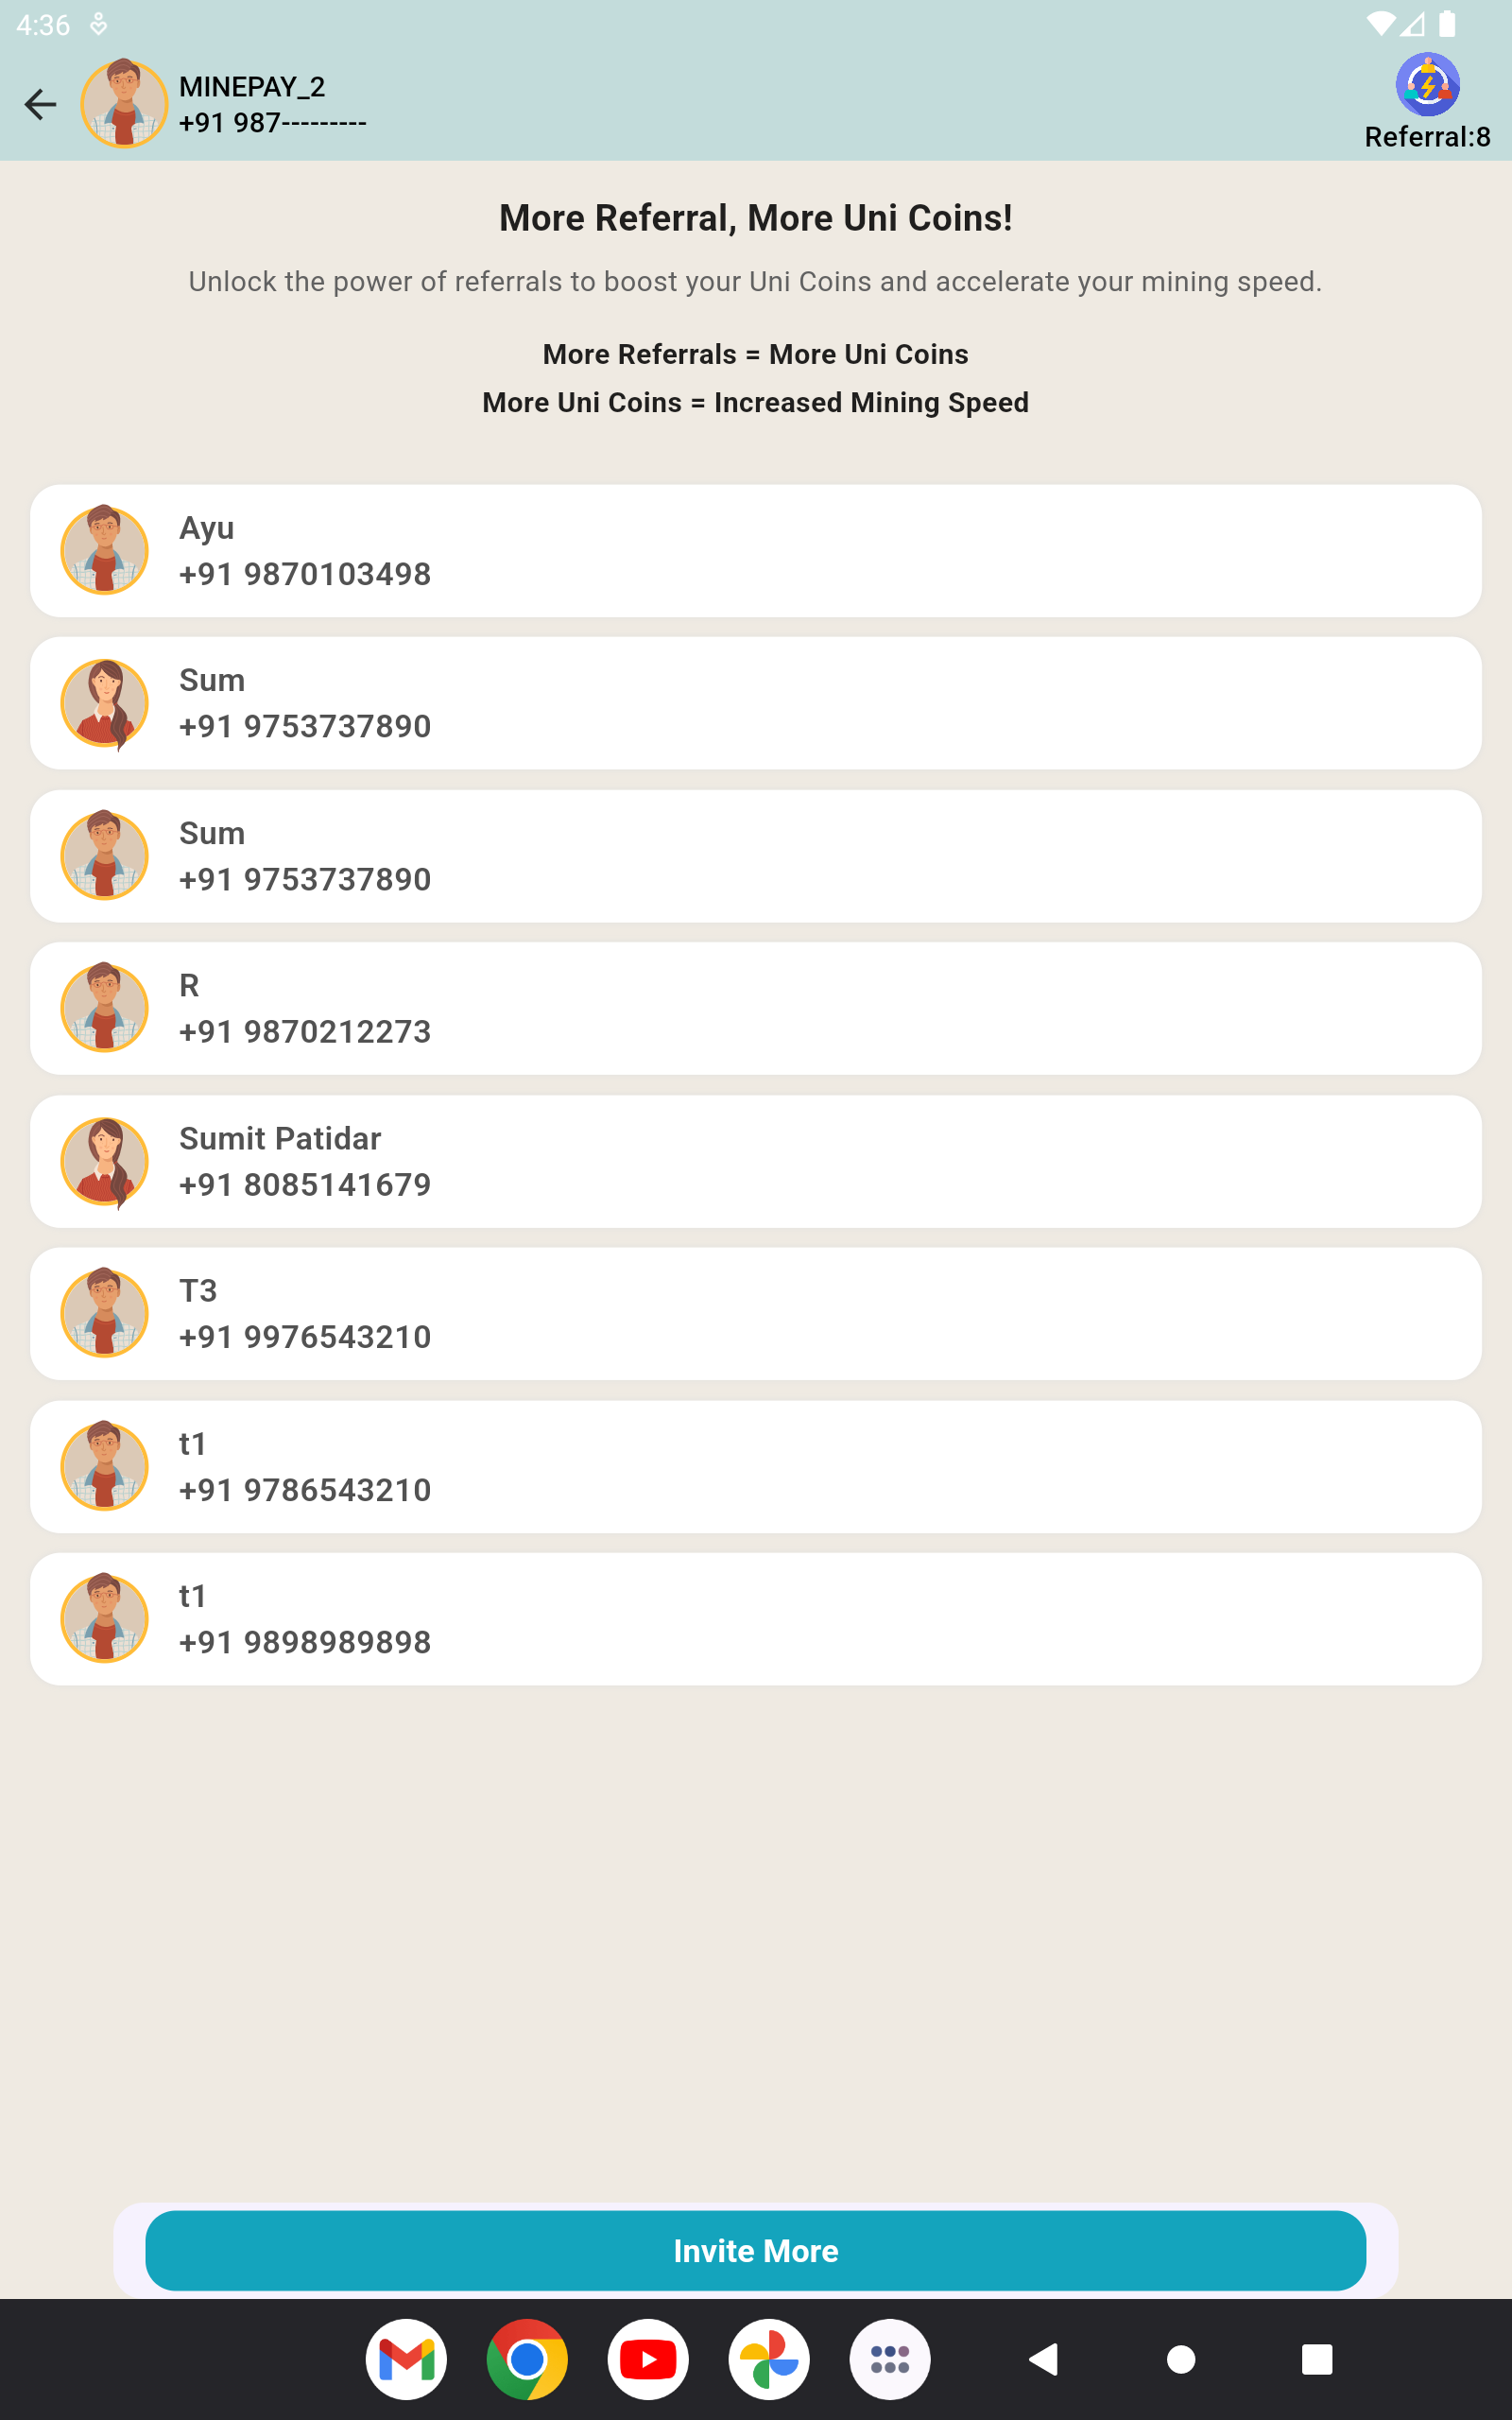 4:36
MINEPAY_2
+91 987---------
Referral:8
More Referral, More Uni Coins!
Unlock the power of referrals to boost your Uni Coins and accelerate your mining speed.
More Referrals = More Uni Coins
More Uni Coins = Increased Mining Speed
Ayu
+91 9870103498
Sum
+91 9753737890
Sum
+91 9753737890
R
+91 9870212273
Sumit Patidar
+91 8085141679
T3
+91 9976543210
t1
+91 9786543210
t1
+91 9898989898
Invite More